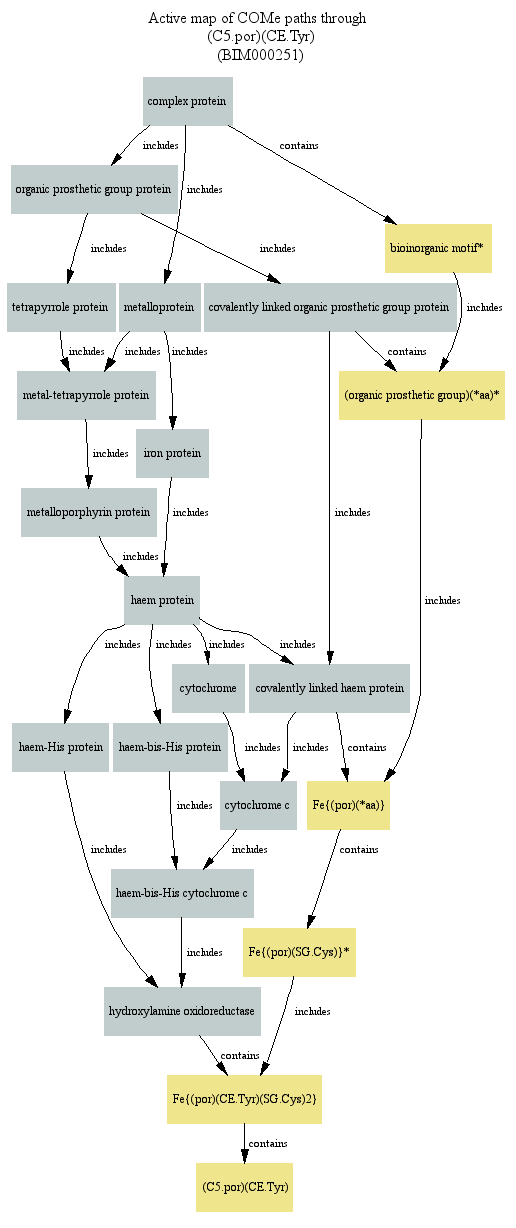 Active map of COMe paths through
(C5.por)(CE.Tyr)
(BIM000251)
complex protein
includes
contains
organic prosthetic group protein
includes
bioinorganic motif*
includes
includes
includes
tetrapyrrole protein
metalloprotein
covalently linked organic prosthetic group protein
includes
includes
includes
contains
metal-tetrapyrrole protein
(organic prosthetic group)(*aa)*
iron protein
includes
metalloporphyrin protein
includes
includes
includes
haem protein
includes
includes
includes
includes
includes
cytochrome
covalently linked haem protein
haem-His protein
haem-bis-His protein
includes
includes
contains
cytochrome c
Fe{(por)(*aa)}
includes
includes
includes
contains
haem-bis-His cytochrome c
includes
Fe{(por)(SG.Cys)}*
hydroxylamine oxidoreductase
includes
contains
Fe{(por)(CE.Tyr)(SG.Cys)2}
contains
(C5.por)(CE.Tyr)